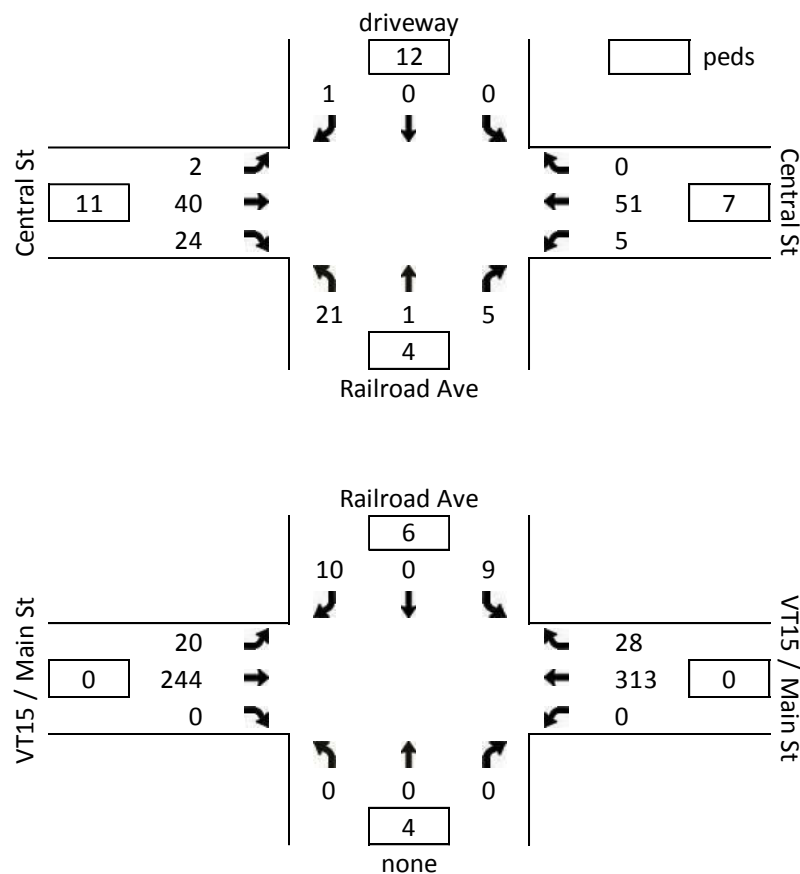 driveway
12
peds
1 0 0
Central St
2
40
24
11
0
51
5
7
Central St
21 1 5
4
Railroad Ave
Railroad Ave
6
10 0 9
VT15 / Main St
20
244
0
0
28
313
0
0
VT15 / Main St
0 0 0
4
none